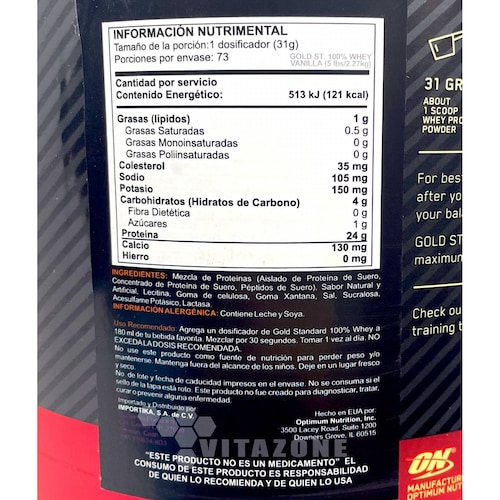 INFORMACIÓN NUTRIMENTAL
Tamaño de la porción:1 dosificador (31g)
Porciones por envase: 73
GOLD ST. 100% WHEY
VANILLA (5 lbs/2.27kg)
Cantidad por servicio
Contenido Energético: 513 kJ (121 kcal)
Grasas (lípidos) 1 g
Grasas Saturadas 0.5 g
Grasas Monoinsaturadas 0 g
Grasas Poliinsaturadas 0 g
Colesterol 35 mg
Sodio 105 mg
Potasio 150 mg
Carbohidratos (Hidratos de Carbono) 4 g
Fibra Dietética 0 g
Azúcares 1 g
Proteína 24 g
Calcio 130 mg
Hierro 0 mg
INGREDIENTES: Mezcla de Proteinas (Aislado de Proteína de Suero,
Concentrado de Proteína de Suero, Péptidos de Suero), Sabor Natural y
Artificial, Lecitina, Goma de celulosa, Goma Xantana, Sal, Sucralosa,
Acesulfame Potásico, Lactasa.
INFORMACIÓN ALERGÉNICA: Contiene Leche y Soya.
Uso Recomendado: Agrega un dosificador de Gold Standard 100% Whey a
180 ml de tu bebida favorita. Mezclar por 30 segundos. Tomar 1 vez al día. NO
EXCEDA LA DOSIS RECOMENDADA.
No use este producto como fuente de nutrición para perder peso y/o
mantenerse. Mantenga fuera del alcance de los niños. Deje en un lugar fresco
y seco.
No de lote y fecha de caducidad impresos en el envase. No se consuma si el
sello de la tapa está roto. Este producto no fue creado para diagnosticar, tratar,
curar o prevenir alguna enfermedad.
Importado y Distribuido por
IMPORTIKA, S.A. de C.V
Hecho en EUA por:
Optimum Nutrition, Inc.
3500 Lacey Road, Suite 1200
Downers Grove, IL 60515
VITAZONE
"ESTE PRODUCTO NO ES UN MEDICAMENTO" EL
CONSUMO DE ESTE PRODUCTO ES RESPONSABILIDAD
DE QUIEN LO RECOMIENDA Y DE QUIEN LO USA
31 GR
ABOUT
1 SCOOP
WHEY PRO
POWDER
For bes
after yo
your bal
GOLD ST
maximum
Check ou
training t
ON
MANUFACTUR
OPTIMUM NUT